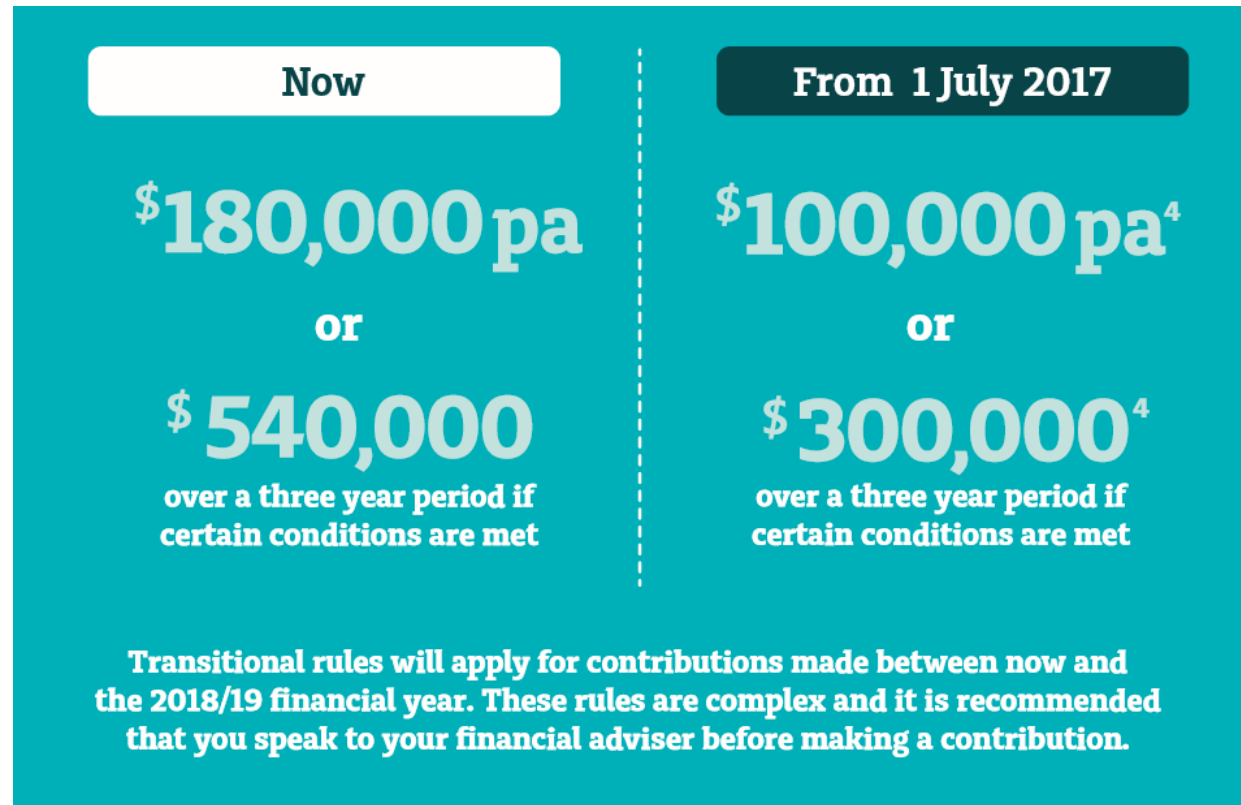 Now
$180,000 pa
or
$540,000
over a three year period if
certain conditions are met
From 1 July 2017
$100,000 pa⁴
or
$300,000⁴
over a three year period if
certain conditions are met
Transitional rules will apply for contributions made between now and
the 2018/19 financial year. These rules are complex and it is recommended
that you speak to your financial adviser before making a contribution.